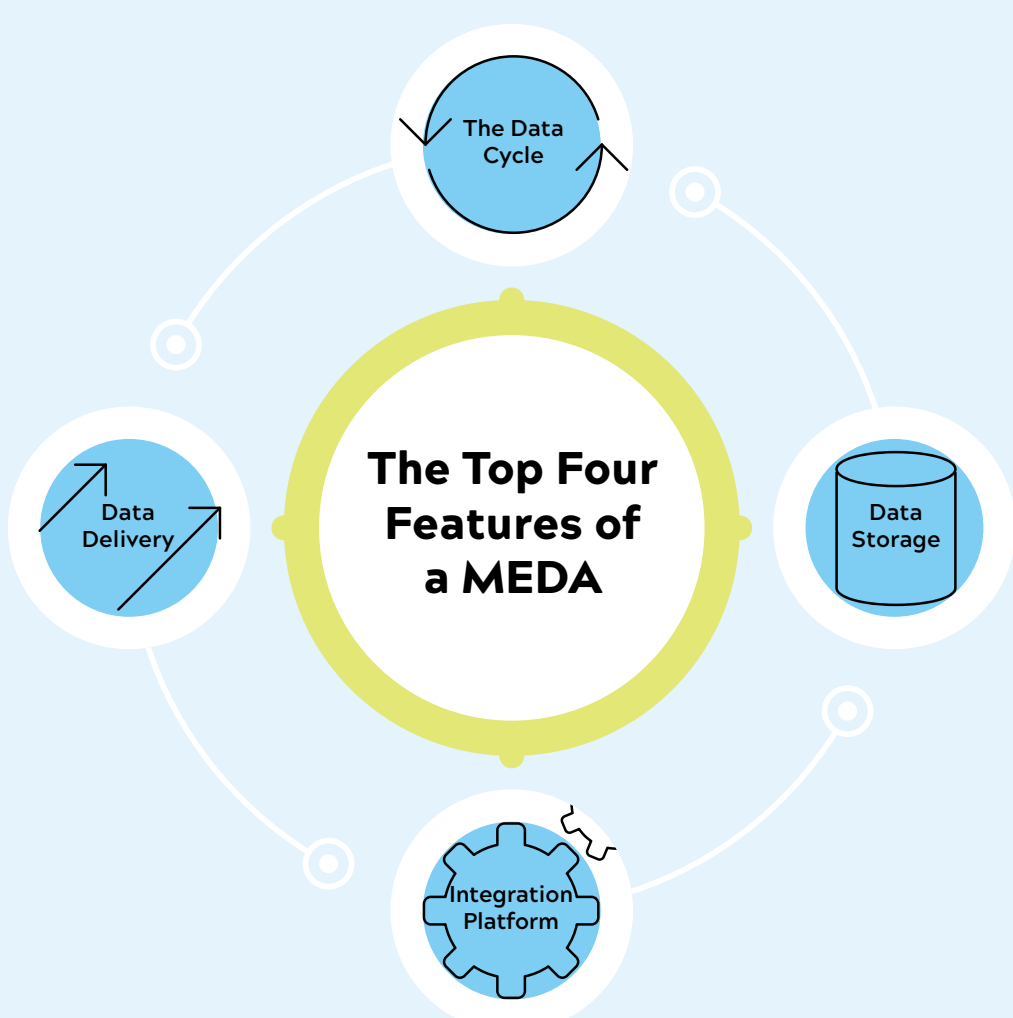 The Data
Cycle
The Top Four
Features of
a MEDA
Data
Delivery
Data
Storage
Integration
Platform